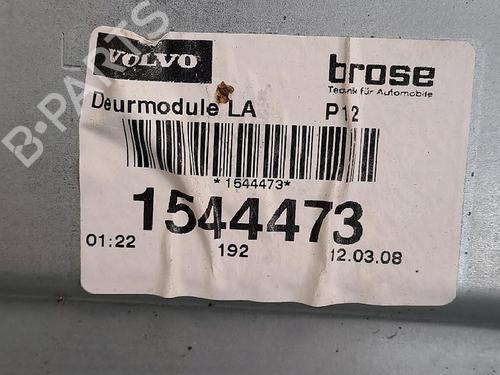 VOLVO
brose
Technik für Automobile
Deurmodule LA P12
*1544473*
1544473
01:22 192 12.03.08
B-PARTS